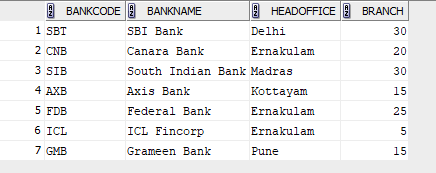 BANKCODE BANKNAME HEADOFFICE BRANCH
1 SBT SBI Bank Delhi 30
2 CNB Canara Bank Ernakulam 20
3 SIB South Indian Bank Madras 30
4 AXB Axis Bank Kottayam 15
5 FDB Federal Bank Ernakulam 25
6 ICL ICL Fincorp Ernakulam 5
7 GMB Grameen Bank Pune 15